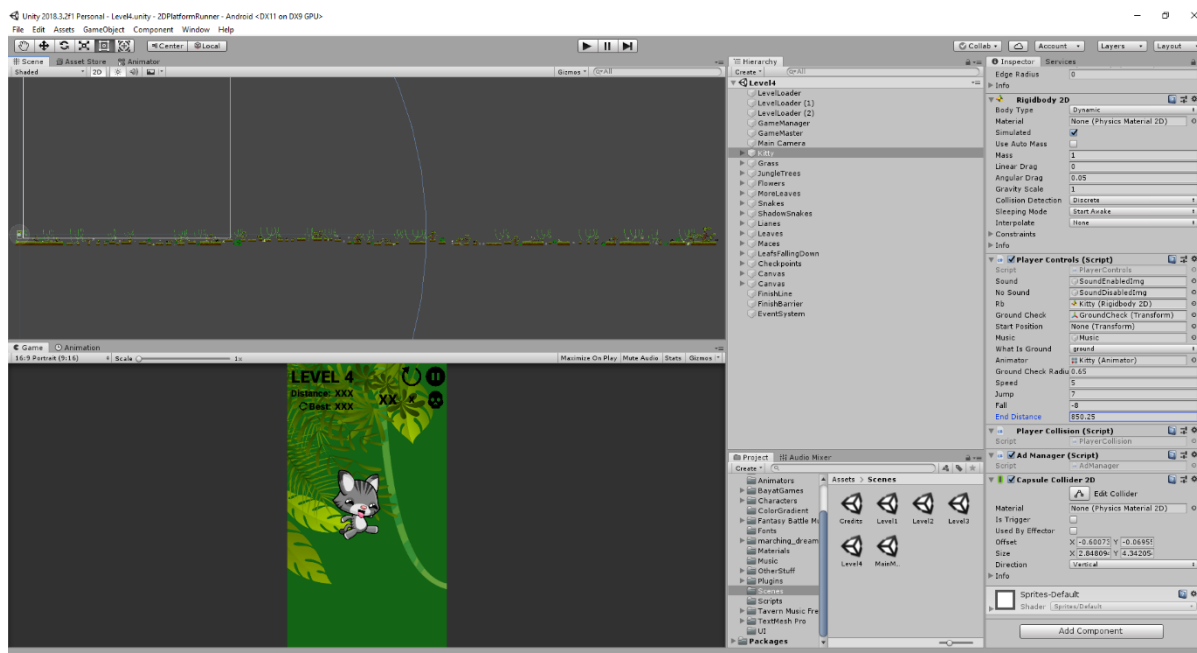 Unity 2018.3.2f1 Personal - Level4.unity - 2DPlatformRunner - Android <DX11 on DX9 GPU>
File Edit Assets GameObject Component Window Help
Center Local Collab Account Layers Layout
Scene Asset Store Animator
Shaded 2D Gizmos All
Hierarchy
Create All
Level4
LevelLoader
LevelLoader (1)
LevelLoader (2)
GameManager
GameMaster
Main Camera
Kitty
Grass
JungleTrees
Flowers
MoreLeaves
Snakes
ShadowSnakes
Lianes
Leaves
Maces
LeafsFallingDown
Checkpoints
Canvas
Canvas
FinishLine
FinishBarrier
EventSystem
Game Animation
16:9 Portrait (9:16) Scale 1x Maximize On Play Mute Audio Stats Gizmos
LEVEL 4
Distance: XXX
Best: XXX
XX x
Project Audio Mixer
Create
Animators
BayatGames
Characters
ColorGradient
Fantasy Battle Mu
Fonts
marching_dream
Materials
Music
OtherStuff
Plugins
Scenes
Scripts
Tavern Music Fre
TextMesh Pro
UI
Packages
Assets > Scenes
Credits Level1 Level2 Level3
Level4 MainM...
Inspector Services
Edge Radius 0
Info
Rigidbody 2D
Body Type Dynamic
Material None (Physics Material 2D)
Simulated
Use Auto Mass
Mass 1
Linear Drag 0
Angular Drag 0.05
Gravity Scale 1
Collision Detection Discrete
Sleeping Mode Start Awake
Interpolate None
Constraints
Info
Player Controls (Script)
Script PlayerControls
Sound SoundEnabledImg
No Sound SoundDisabledImg
Rb Kitty (Rigidbody 2D)
Ground Check GroundCheck (Transform)
Start Position None (Transform)
Music Music
What Is Ground ground
Animator Kitty (Animator)
Ground Check Radiu 0.65
Speed 5
Jump 7
Fall -8
End Distance 850.25
Player Collision (Script)
Script PlayerCollision
Ad Manager (Script)
Script AdManager
Capsule Collider 2D
Edit Collider
Material None (Physics Material 2D)
Is Trigger
Used By Effector
Offset X -0.60073 Y -0.06955
Size X 2.84809 Y 4.34205
Direction Vertical
Info
Sprites-Default
Shader Sprites/Default
Add Component